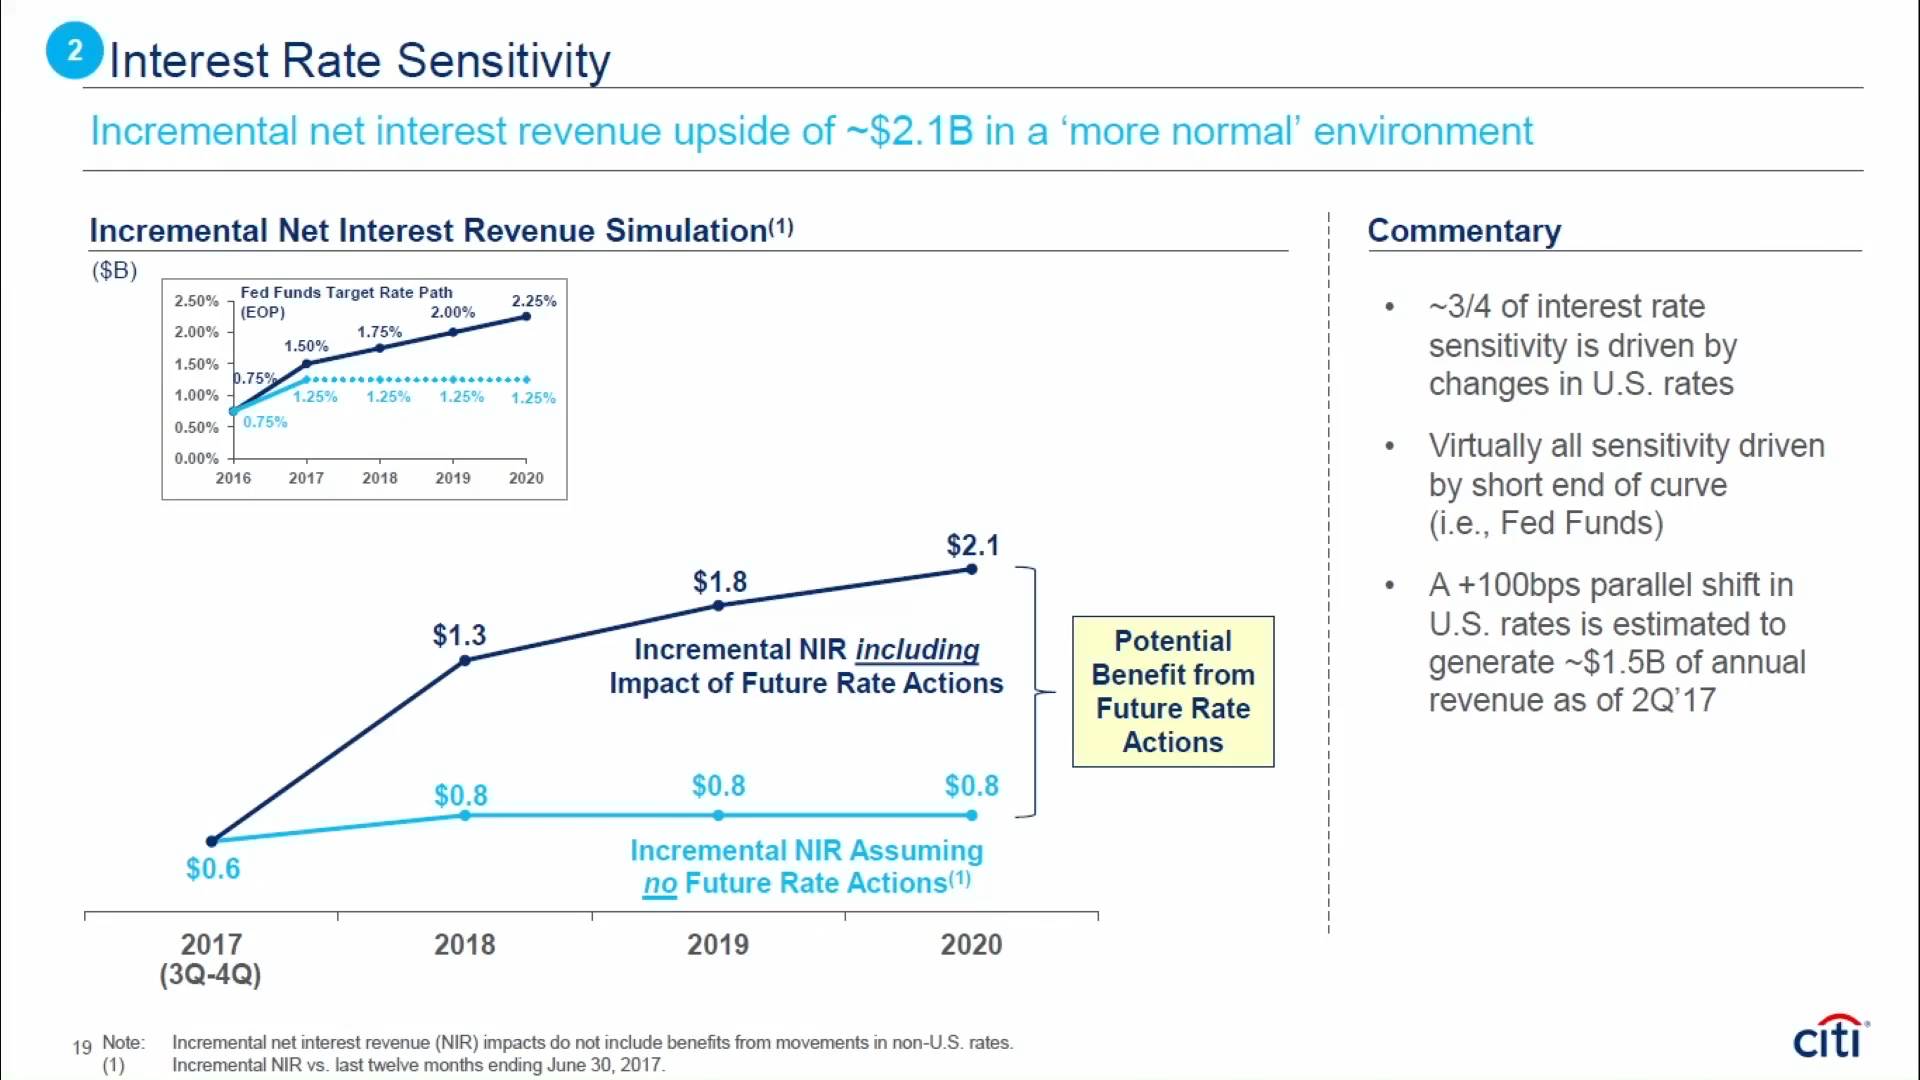 2 Interest Rate Sensitivity
Incremental net interest revenue upside of ~$2.1B in a ‘more normal’ environment
Incremental Net Interest Revenue Simulation(1)
($B)
Fed Funds Target Rate Path
(EOP)
2.50%
2.00%
1.50%
1.00%
0.50%
0.00%
0.75%
1.50%
1.75%
2.00%
2.25%
0.75%
1.25%
1.25%
1.25%
1.25%
2016 2017 2018 2019 2020
$1.3
$1.8
$2.1
Incremental NIR including
Impact of Future Rate Actions
$0.6
$0.8
$0.8
$0.8
Incremental NIR Assuming
no Future Rate Actions(1)
Potential
Benefit from
Future Rate
Actions
2017 2018 2019 2020
(3Q-4Q)
Commentary
• ~3/4 of interest rate
sensitivity is driven by
changes in U.S. rates
• Virtually all sensitivity driven
by short end of curve
(i.e., Fed Funds)
• A +100bps parallel shift in
U.S. rates is estimated to
generate ~$1.5B of annual
revenue as of 2Q’17
19 Note: Incremental net interest revenue (NIR) impacts do not include benefits from movements in non-U.S. rates.
(1) Incremental NIR vs. last twelve months ending June 30, 2017.
citi®